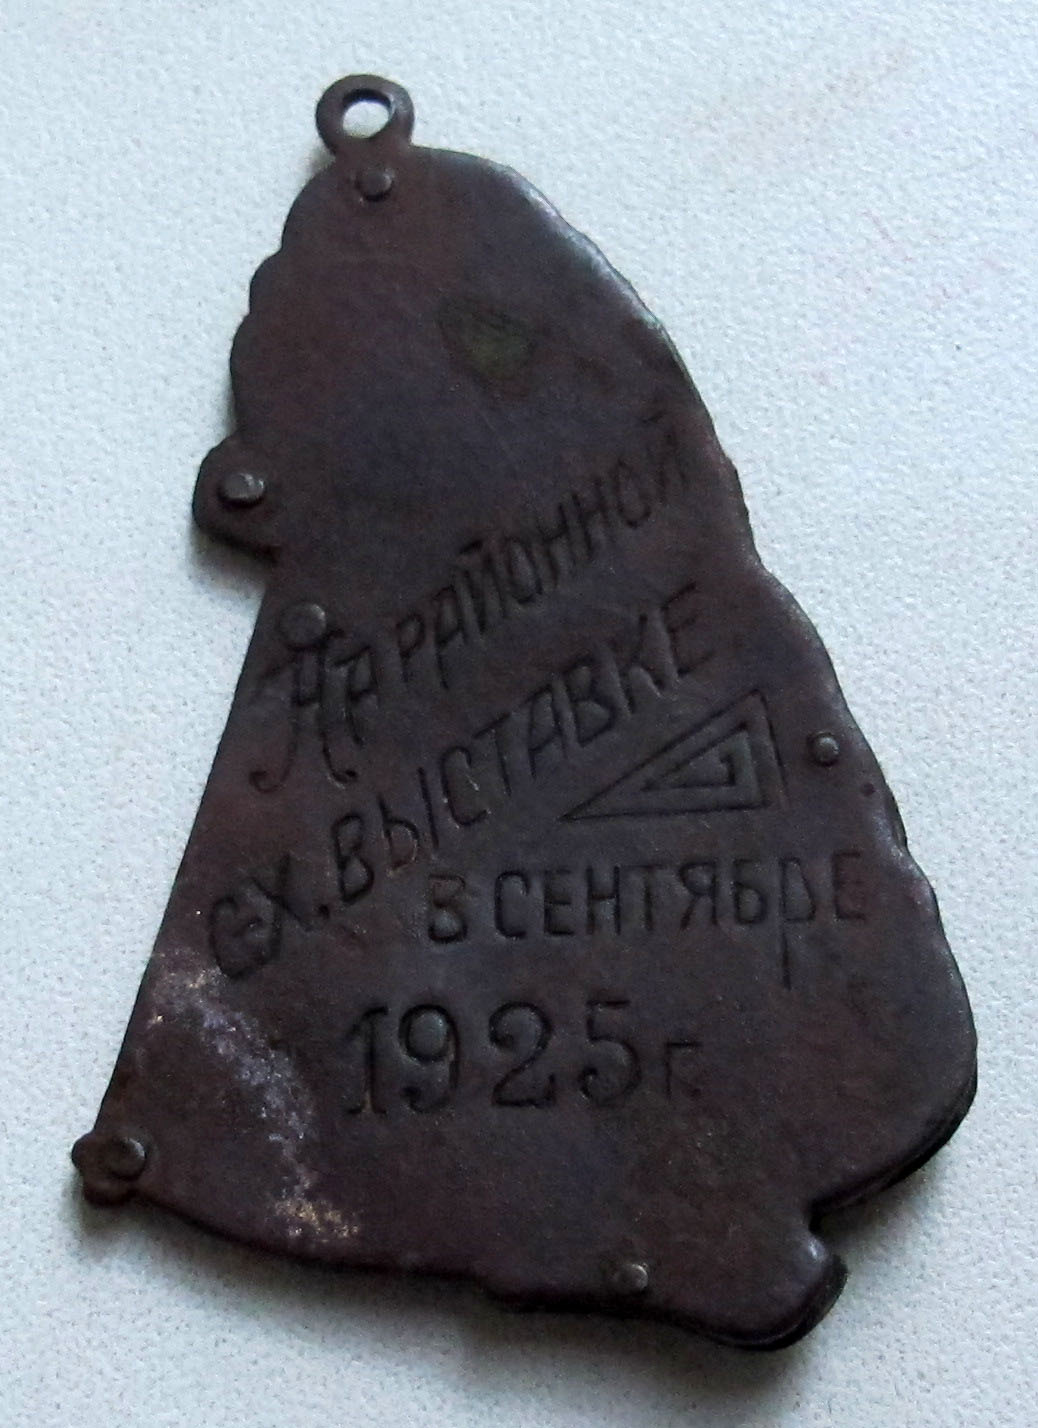 НА РАЙОННОЙ
С-Х. ВЫСТАВКЕ
В СЕНТЯБРЕ
1925 г.